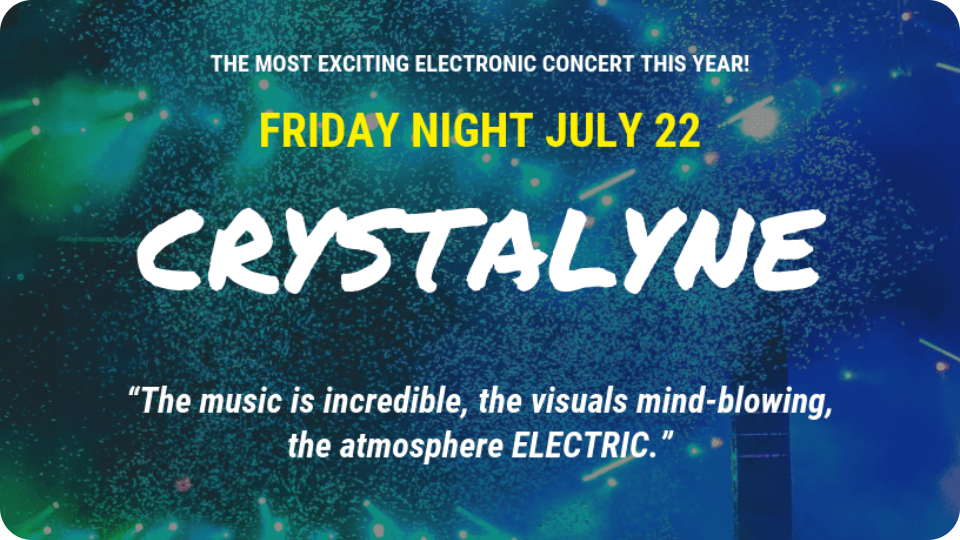 THE MOST EXCITING ELECTRONIC CONCERT THIS YEAR!
FRIDAY NIGHT JULY 22
CRYSTALYNE
“The music is incredible, the visuals mind-blowing,
the atmosphere ELECTRIC.”